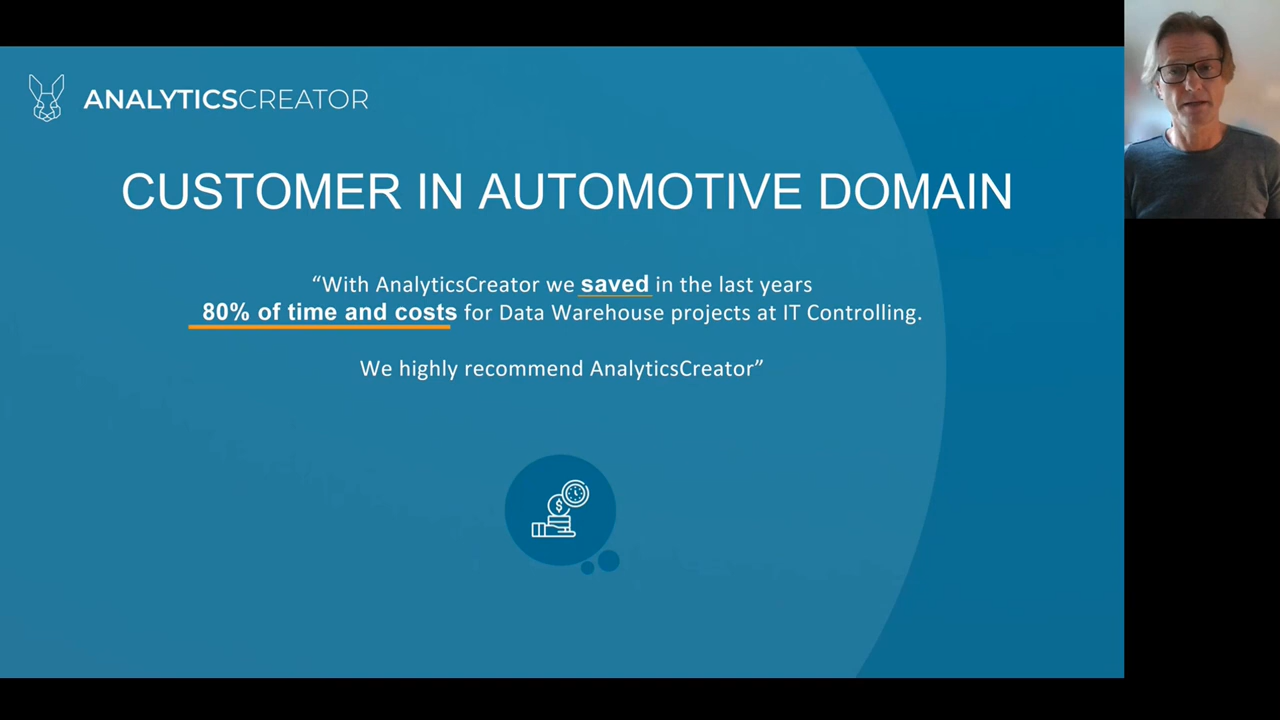 ANALYTICSCREATOR
CUSTOMER IN AUTOMOTIVE DOMAIN
“With AnalyticsCreator we saved in the last years
80% of time and costs for Data Warehouse projects at IT Controlling.
We highly recommend AnalyticsCreator”
$